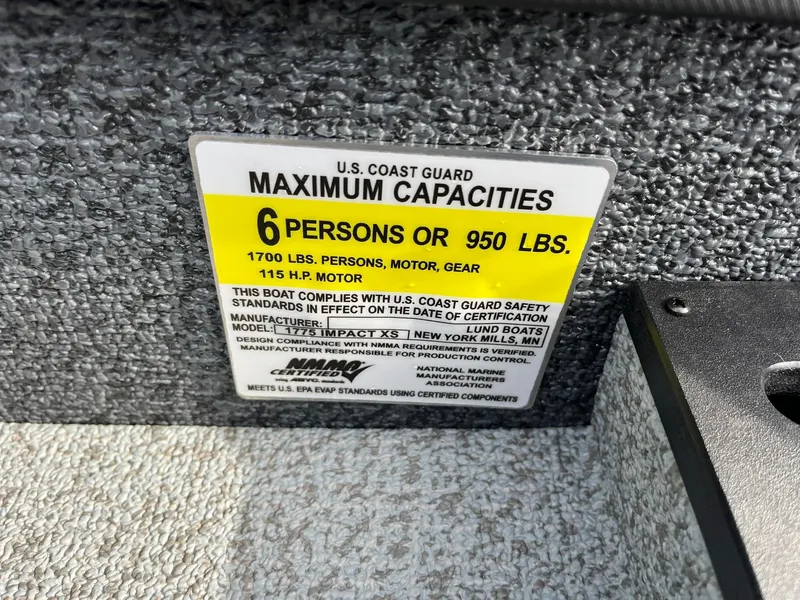 U.S. COAST GUARD
MAXIMUM CAPACITIES
6 PERSONS OR 950 LBS.
1700 LBS. PERSONS, MOTOR, GEAR
115 H.P. MOTOR
THIS BOAT COMPLIES WITH U.S. COAST GUARD SAFETY
STANDARDS IN EFFECT ON THE DATE OF CERTIFICATION
MANUFACTURER: LUND BOATS
MODEL: 1775 IMPACT XS NEW YORK MILLS, MN
DESIGN COMPLIANCE WITH NMMA REQUIREMENTS IS VERIFIED.
MANUFACTURER RESPONSIBLE FOR PRODUCTION CONTROL.
NMMA
CERTIFIED
using ABYC standards
NATIONAL MARINE
MANUFACTURERS
ASSOCIATION
MEETS U.S. EPA EVAP STANDARDS USING CERTIFIED COMPONENTS